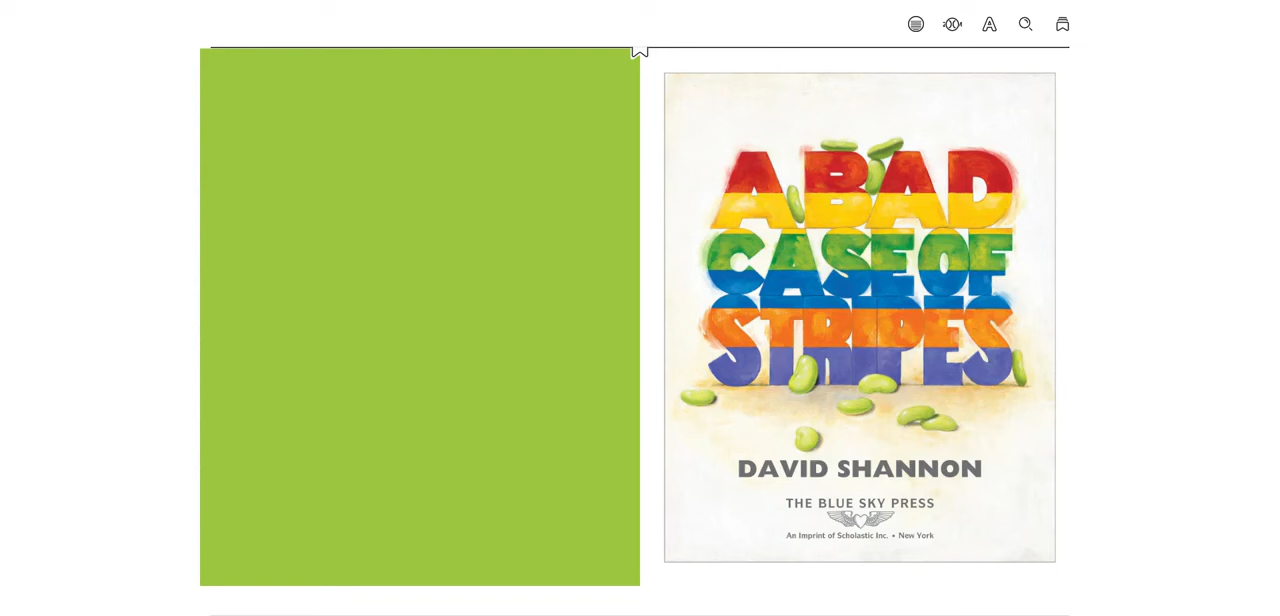 A BAD
CASE OF
STRIPES
DAVID SHANNON
THE BLUE SKY PRESS
An Imprint of Scholastic Inc. • New York